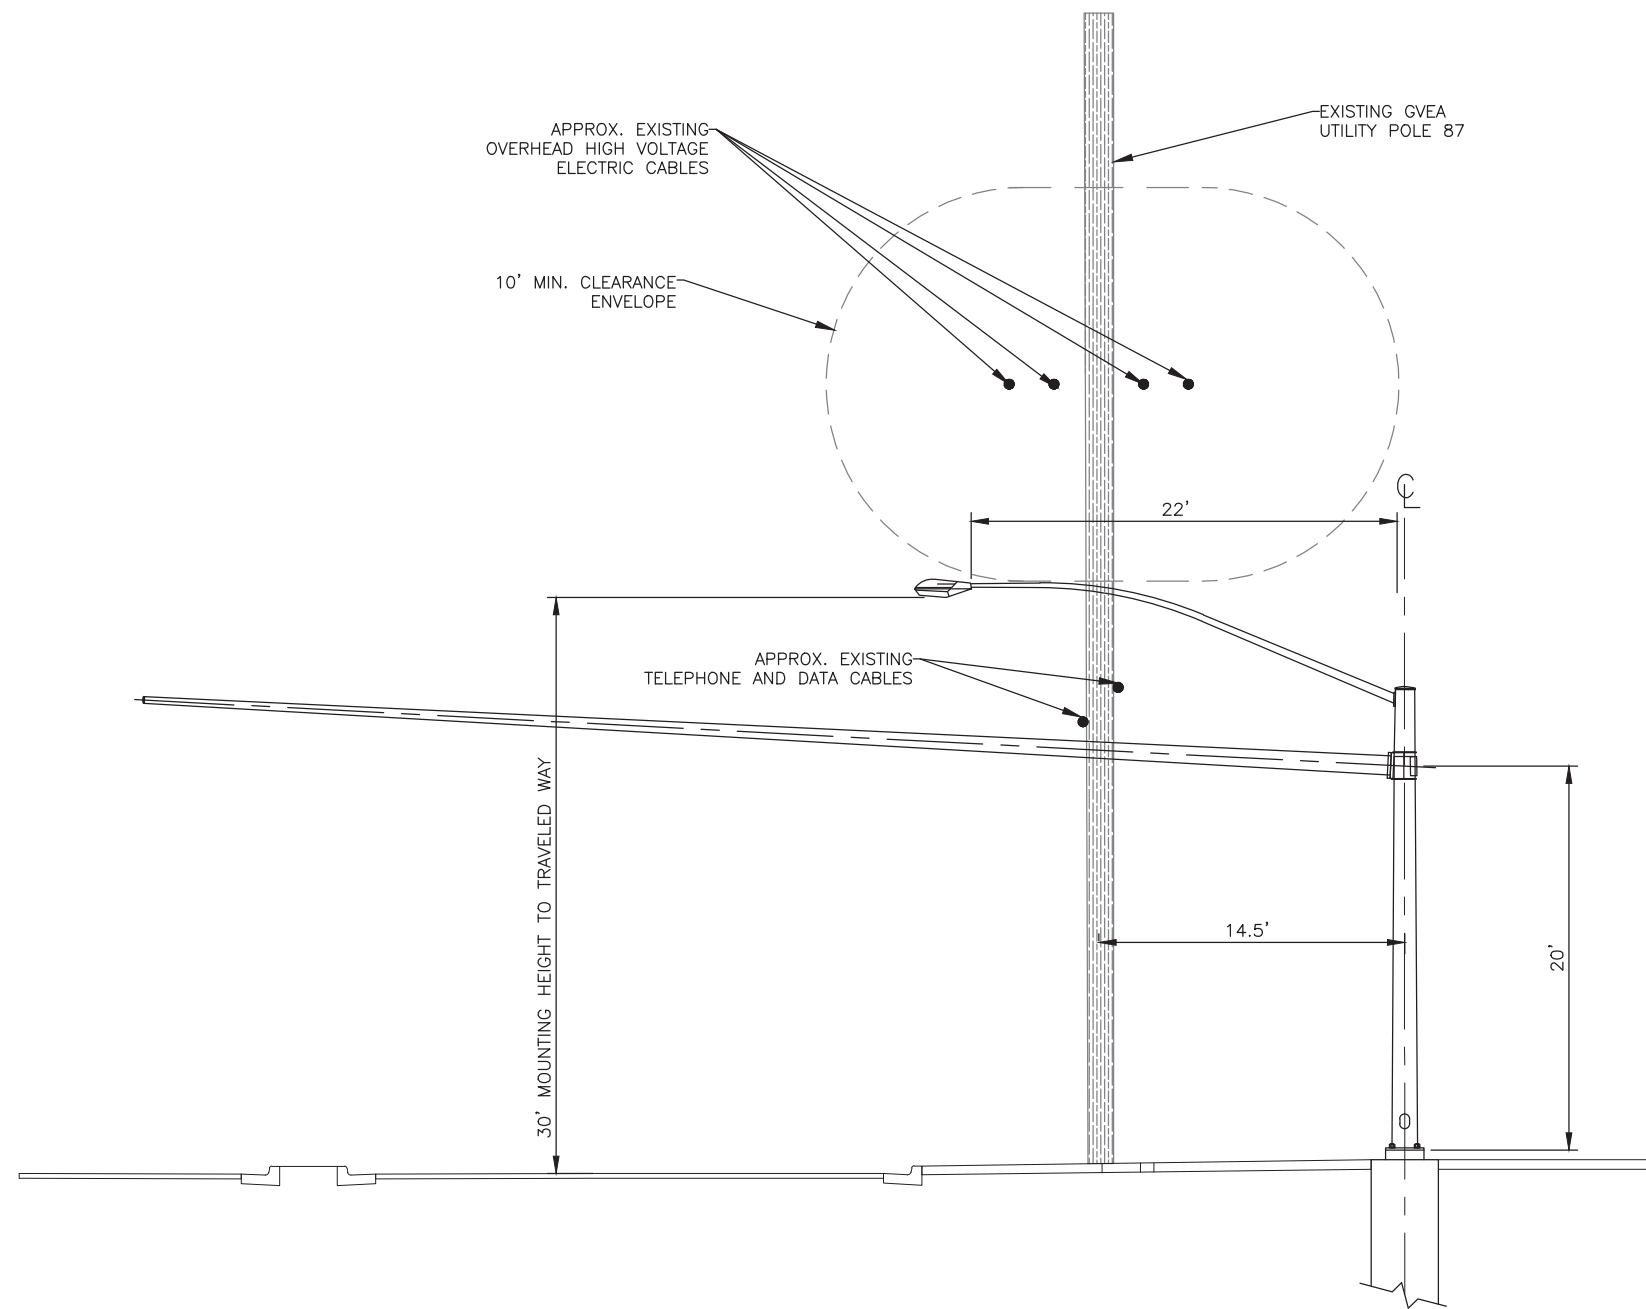 EXISTING GVEA
UTILITY POLE 87
APPROX. EXISTING
OVERHEAD HIGH VOLTAGE
ELECTRIC CABLES
10' MIN. CLEARANCE
ENVELOPE
℄
22'
APPROX. EXISTING
TELEPHONE AND DATA CABLES
30' MOUNTING HEIGHT TO TRAVELED WAY
14.5'
20'